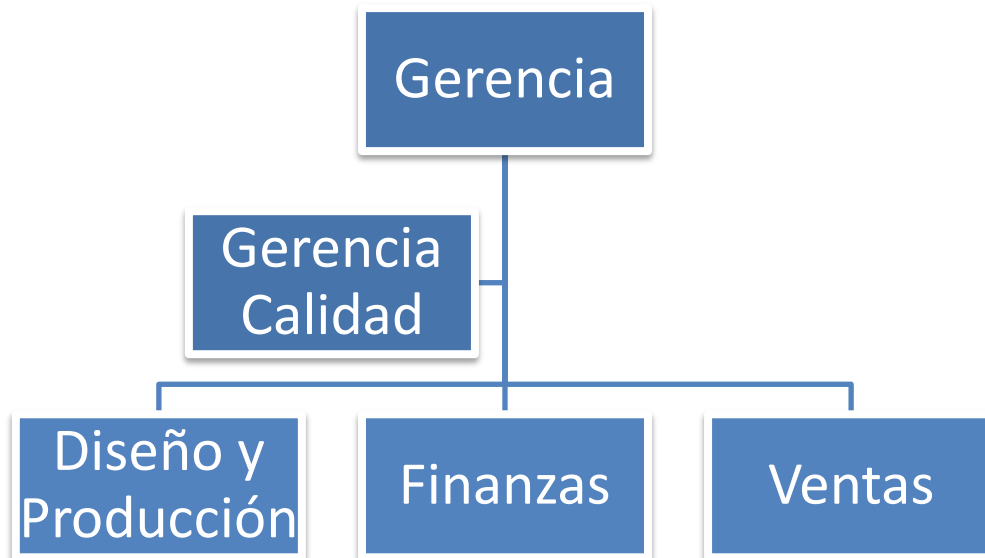 Gerencia
Gerencia
Calidad
Diseño y
Producción
Finanzas
Ventas